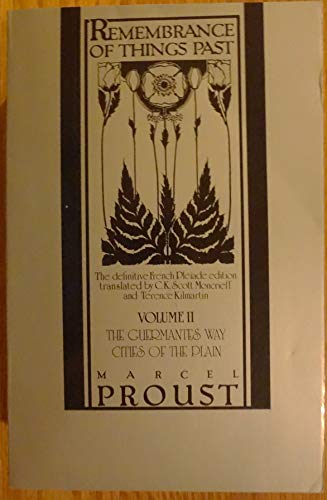 REMEMBRANCE
OF THINGS PAST
The definitive French Pleiade edition
translated by C.K. Scott Moncrieff
and Terence Kilmartin
VOLUME II
THE GUERMANTES WAY
CITIES OF THE PLAIN
MARCEL
PROUST